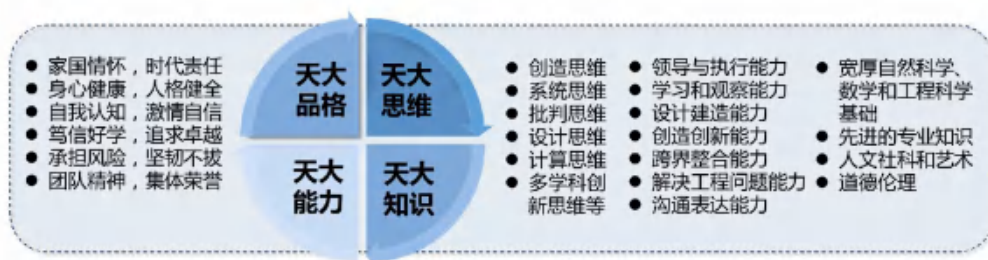 ● 家国情怀，时代责任
● 身心健康，人格健全
● 自我认知，激情自信
● 笃信好学，追求卓越
● 承担风险，坚韧不拔
● 团队精神，集体荣誉
天大
品格
天大
思维
天大
能力
天大
知识
● 创造思维
● 系统思维
● 批判思维
● 设计思维
● 计算思维
● 多学科创
新思维等
● 领导与执行能力
● 学习和观察能力
● 设计建造能力
● 创造创新能力
● 跨界整合能力
● 解决工程问题能力
● 沟通表达能力
● 宽厚自然科学、
数学和工程科学
基础
● 先进的专业知识
● 人文社科和艺术
● 道德伦理